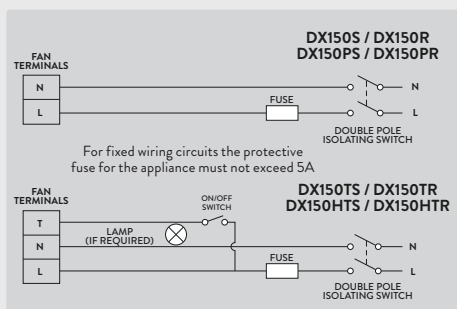 DX150S / DX150R
DX150PS / DX150PR
FAN
TERMINALS
N
L
FUSE
N
L
DOUBLE POLE
ISOLATING SWITCH
For fixed wiring circuits the protective
fuse for the appliance must not exceed 5A
DX150TS / DX150TR
DX150HTS / DX150HTR
FAN
TERMINALS
T
N
L
ON/OFF
SWITCH
LAMP
(IF REQUIRED)
FUSE
N
L
DOUBLE POLE
ISOLATING SWITCH